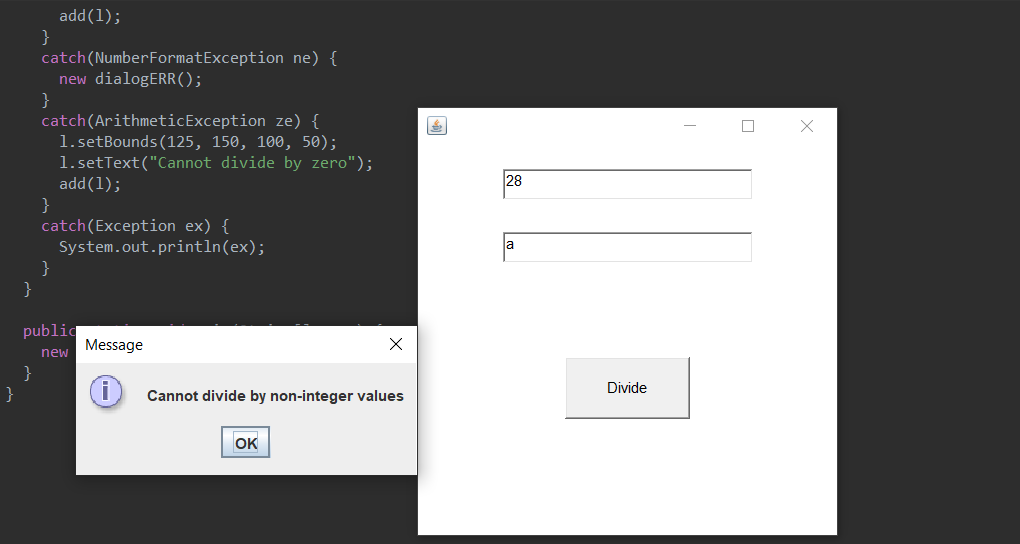 add(l);
}
catch(NumberFormatException ne) {
new dialogERR();
}
catch(ArithmeticException ze) {
l.setBounds(125, 150, 100, 50);
l.setText("Cannot divide by zero");
add(l);
}
catch(Exception ex) {
System.out.println(ex);
}
}
public
new
}
}
Message
Cannot divide by non-integer values
OK
28
a
Divide